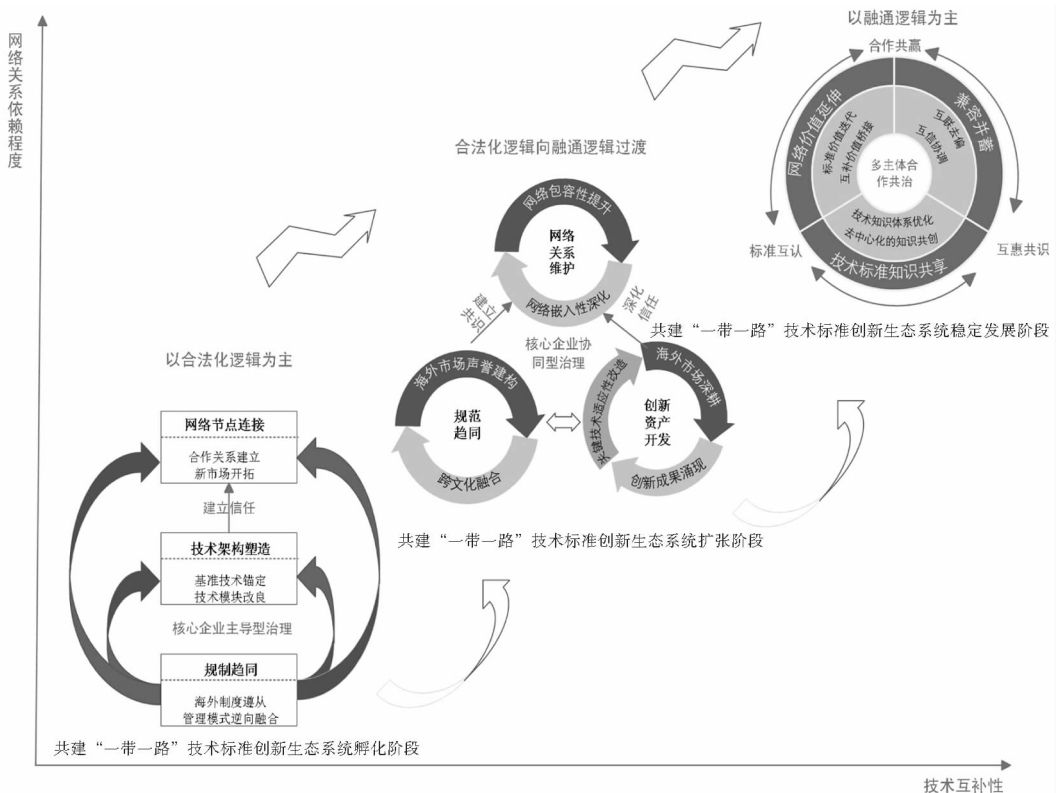 网络关系依赖程度
以融通逻辑为主
合作共赢
网络价值延伸
标准价值迭代
互补价值桥接
兼容并蓄
互联去偏
互信协调
多主体合
作共治
技术知识体系优化
去中心化的知识共创
技术标准知识共享
标准互认
互惠共识
共建“一带一路”技术标准创新生态系统稳定发展阶段
合法化逻辑向融通逻辑过渡
网络包容性提升
网络
关系
维护
网络嵌入性深化
建立
共识
深化
信任
核心企业协
同型治理
海外市场声誉建构
规范
趋同
跨文化融合
海外市场深耕
创新
资产
开发
关键技术适应性改造
创新成果涌现
共建“一带一路”技术标准创新生态系统扩张阶段
以合法化逻辑为主
网络节点连接
合作关系建立
新市场开拓
建立信任
技术架构塑造
基准技术锚定
技术模块改良
核心企业主导型治理
规制趋同
海外制度遵从
管理模式逆向融合
共建“一带一路”技术标准创新生态系统孵化阶段
技术互补性